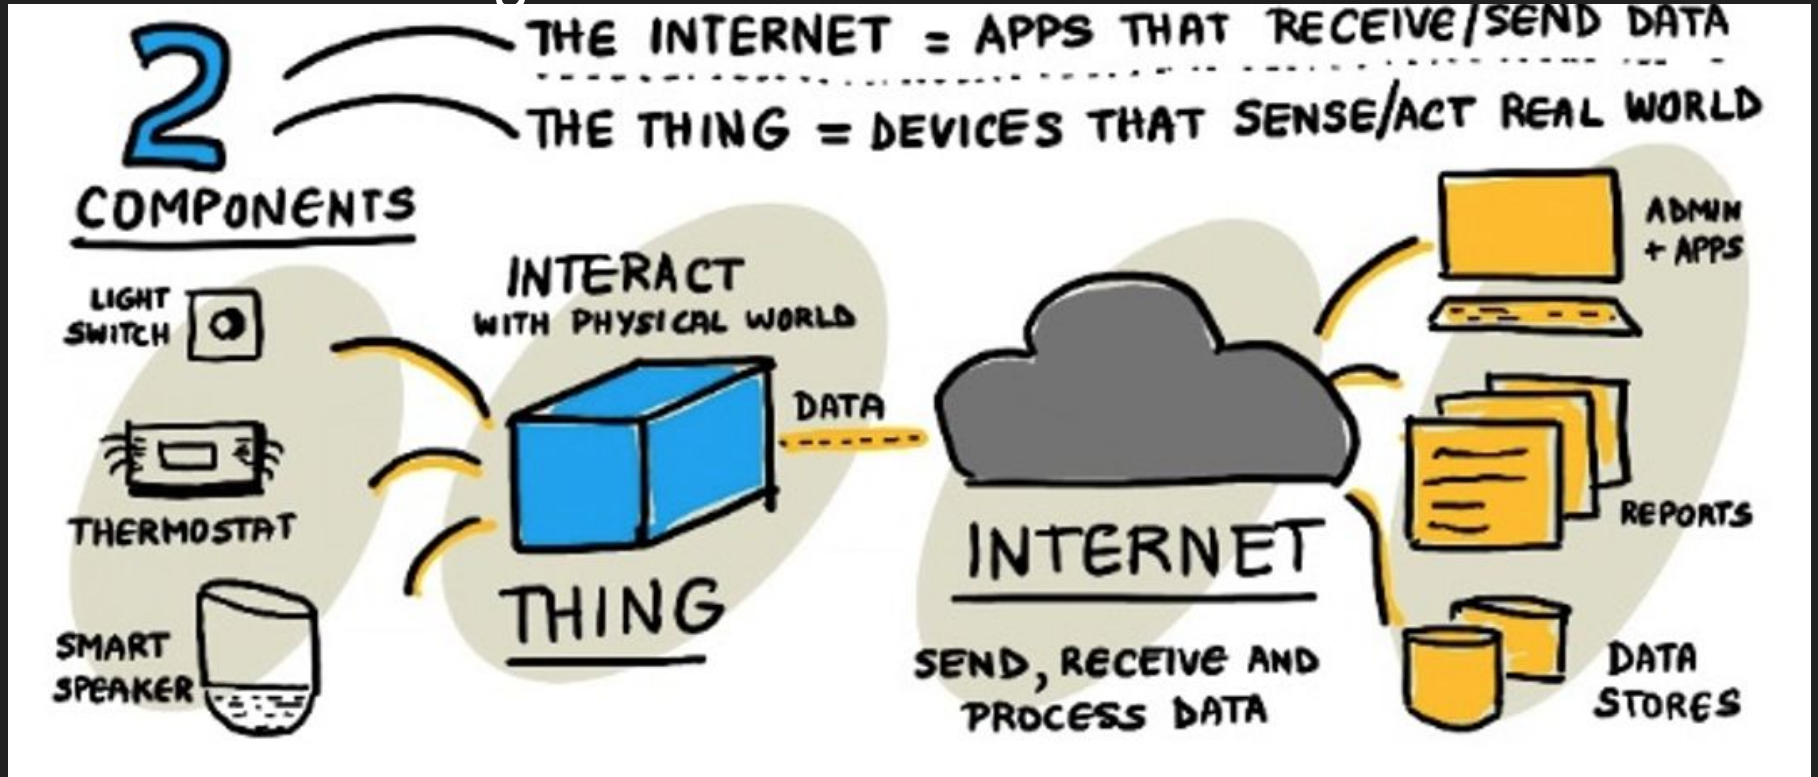 2
COMPONENTS
THE INTERNET = APPS THAT RECEIVE/SEND DATA
THE THING = DEVICES THAT SENSE/ACT REAL WORLD
LIGHT
SWITCH
THERMOSTAT
SMART
SPEAKER
INTERACT
WITH PHYSICAL WORLD
THING
DATA
INTERNET
SEND, RECEIVE AND
PROCESS DATA
ADMIN
+ APPS
REPORTS
DATA
STORES